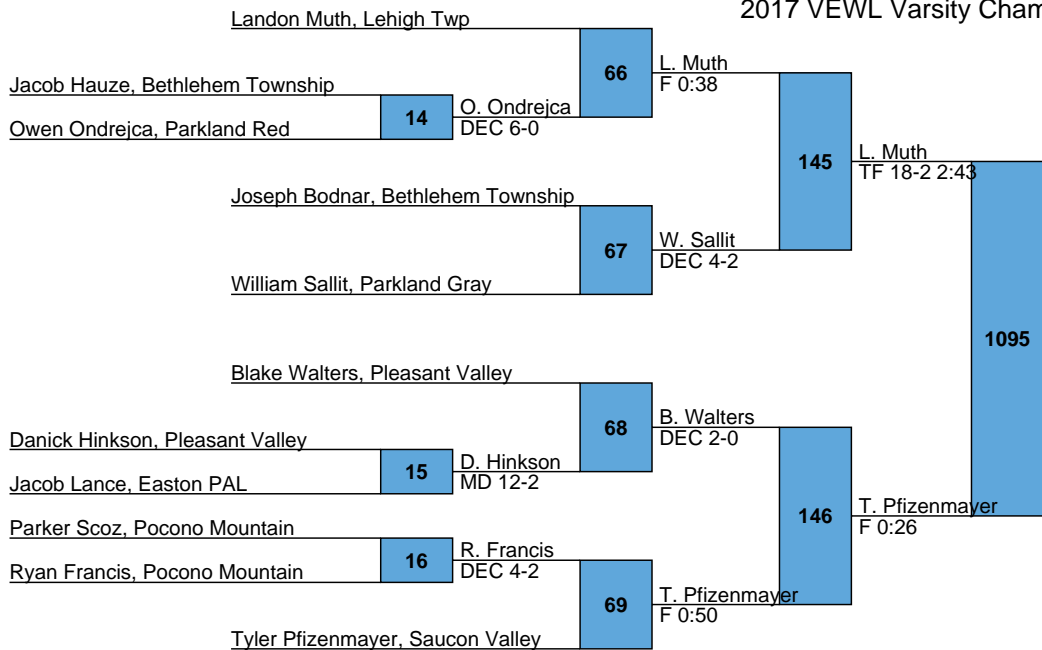 2017 VEWL Varsity Cham
Landon Muth, Lehigh Twp
66
L. Muth
F 0:38
Jacob Hauze, Bethlehem Township
14
O. Ondrejca
DEC 6-0
Owen Ondrejca, Parkland Red
145
L. Muth
TF 18-2 2:43
Joseph Bodnar, Bethlehem Township
67
W. Sallit
DEC 4-2
William Sallit, Parkland Gray
1095
Blake Walters, Pleasant Valley
68
B. Walters
DEC 2-0
Danick Hinkson, Pleasant Valley
15
D. Hinkson
MD 12-2
Jacob Lance, Easton PAL
146
T. Pfizenmayer
F 0:26
Parker Scoz, Pocono Mountain
16
R. Francis
DEC 4-2
Ryan Francis, Pocono Mountain
69
T. Pfizenmayer
F 0:50
Tyler Pfizenmayer, Saucon Valley